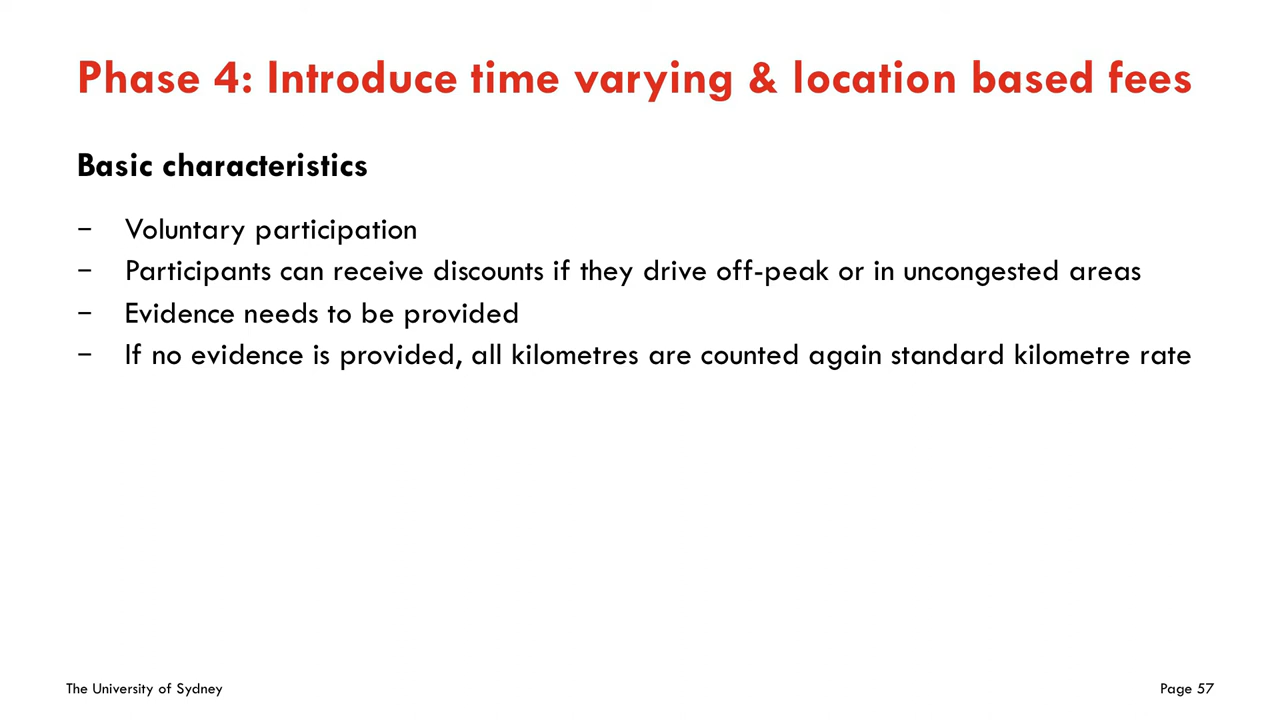 Phase 4: Introduce time varying & location based fees
Basic characteristics
– Voluntary participation
– Participants can receive discounts if they drive off-peak or in uncongested areas
– Evidence needs to be provided
– If no evidence is provided, all kilometres are counted again standard kilometre rate
The University of Sydney
Page 57